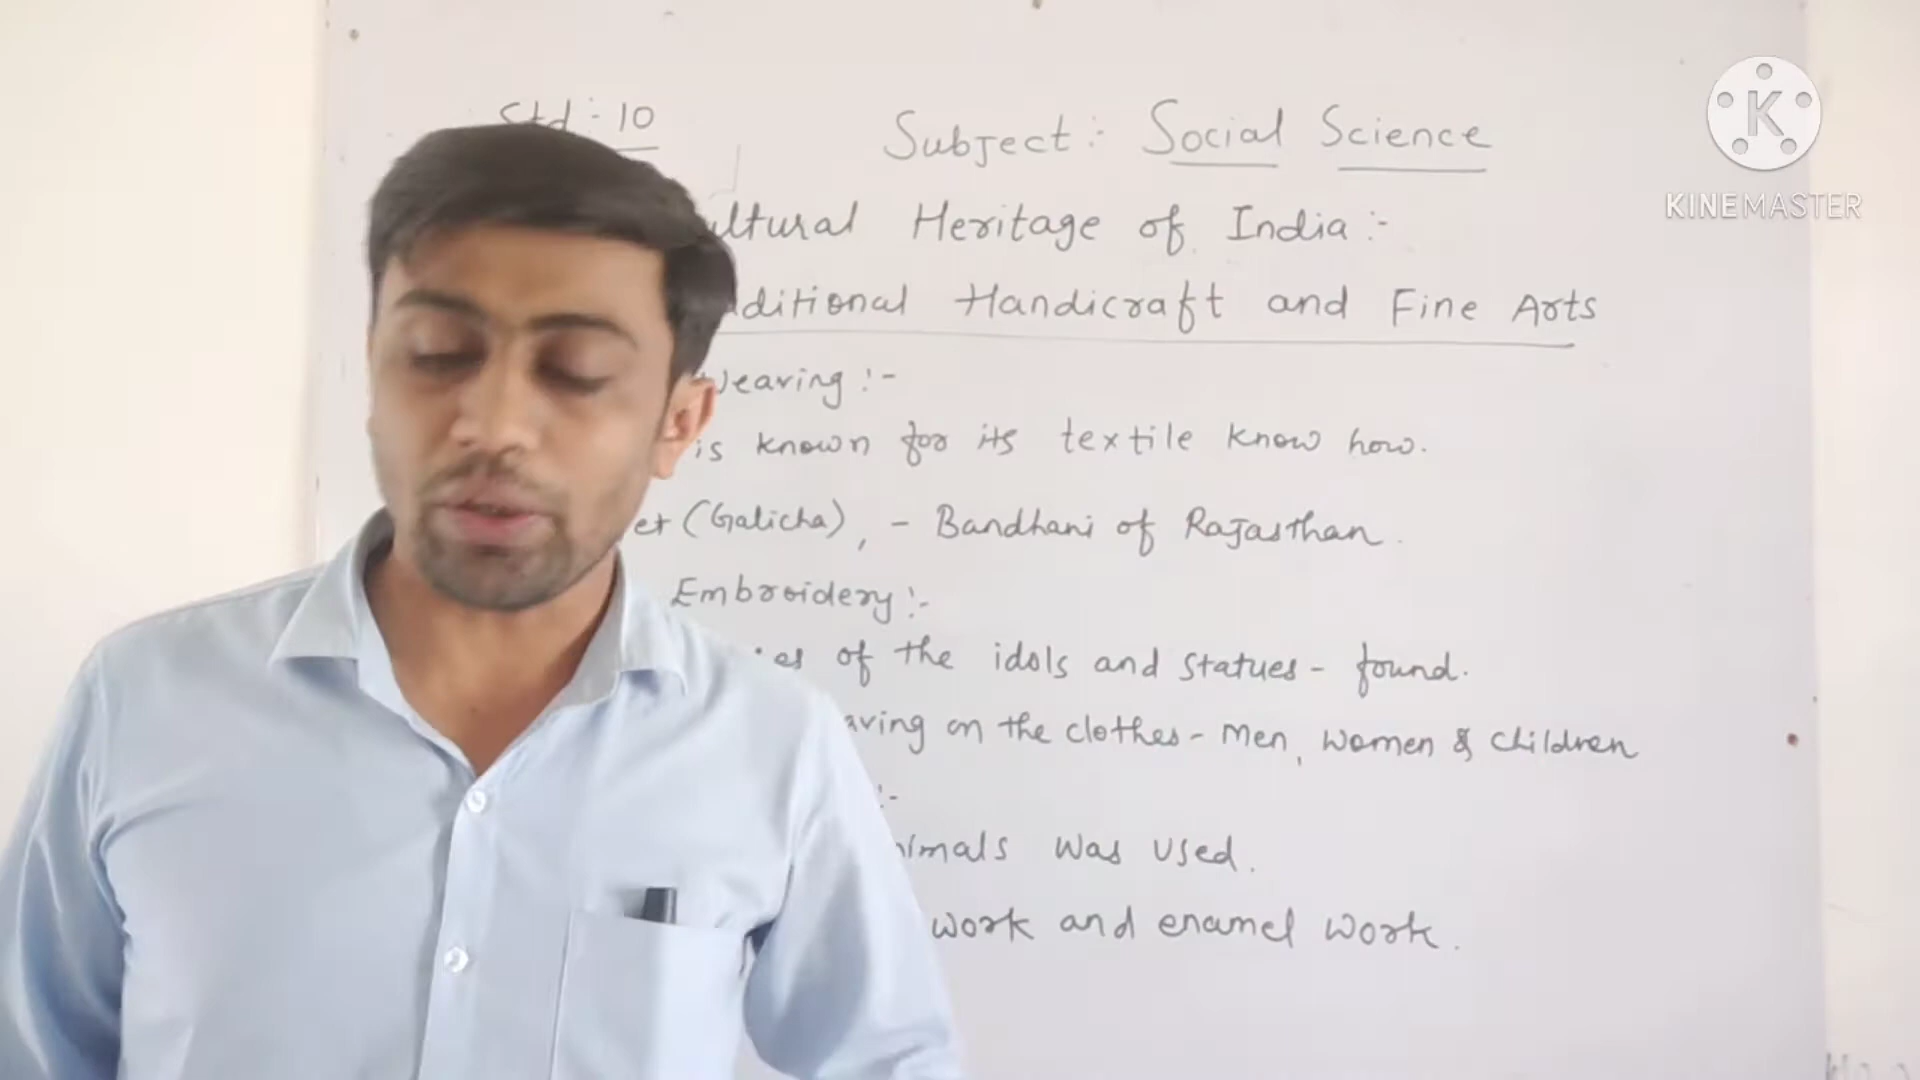 Std :- 10
Subject :- Social Science
KINEMASTER
ultural Heritage of India :-
ditional Handicraft and Fine Arts
eaving :-
is known for its textile know how.
et (Galicha), - Bandhani of Rajasthan.
Embroidery :-
of the idols and statues - found.
aving on the clothes - Men, Women & Children
:-
nimals was used.
work and enamel work.